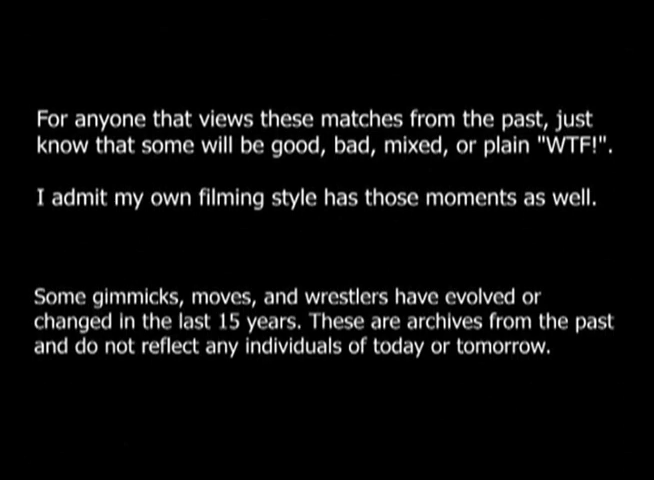 For anyone that views these matches from the past, just
know that some will be good, bad, mixed, or plain "WTF!".
I admit my own filming style has those moments as well.
Some gimmicks, moves, and wrestlers have evolved or
changed in the last 15 years. These are archives from the past
and do not reflect any individuals of today or tomorrow.